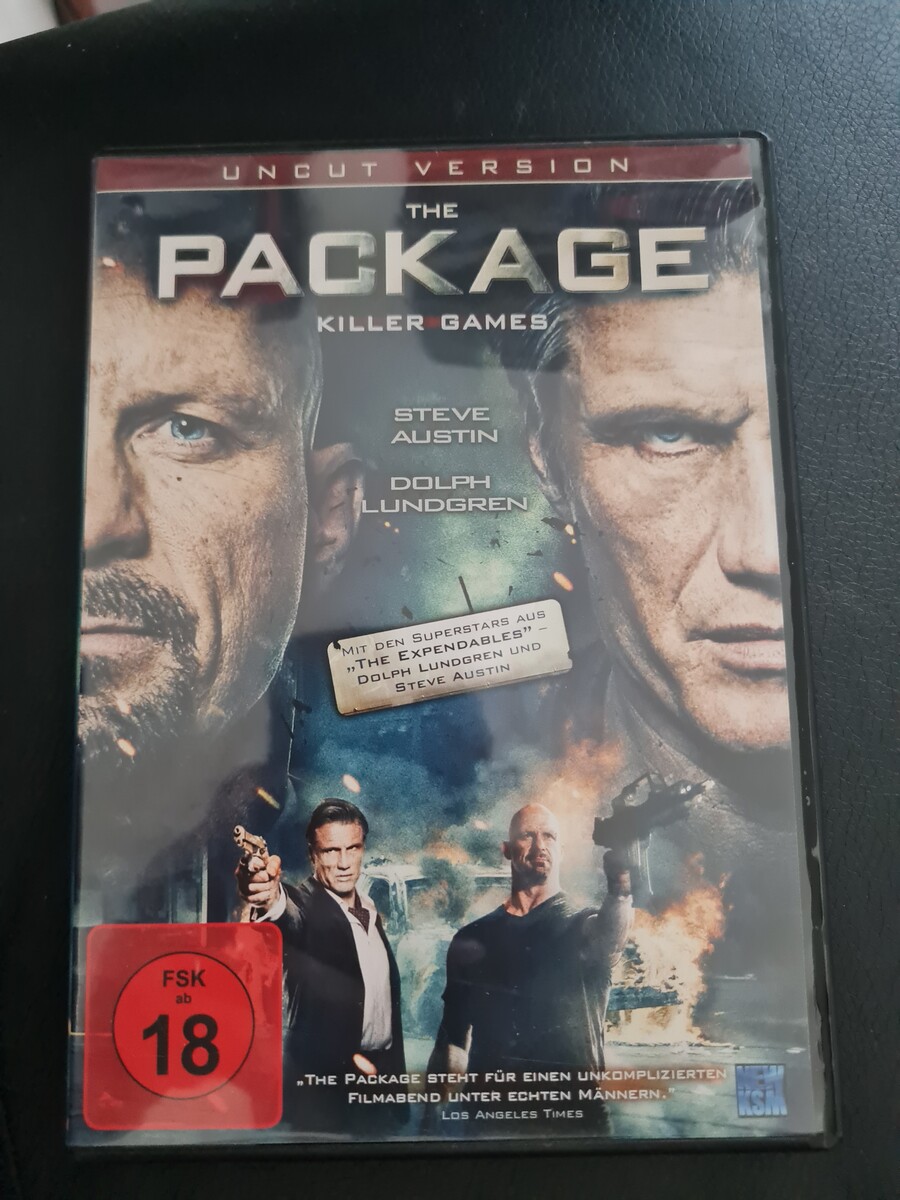 UNCUT VERSION
THE
PACKAGE
KILLER GAMES
STEVE
AUSTIN
DOLPH
LUNDGREN
MIT DEN SUPERSTARS AUS
„THE EXPENDABLES” –
DOLPH LUNDGREN UND
STEVE AUSTIN
FSK
ab
18
„THE PACKAGE STEHT FÜR EINEN UNKOMPLIZIERTEN
FILMABEND UNTER ECHTEN MÄNNERN.”
LOS ANGELES TIMES
NEW
KSM